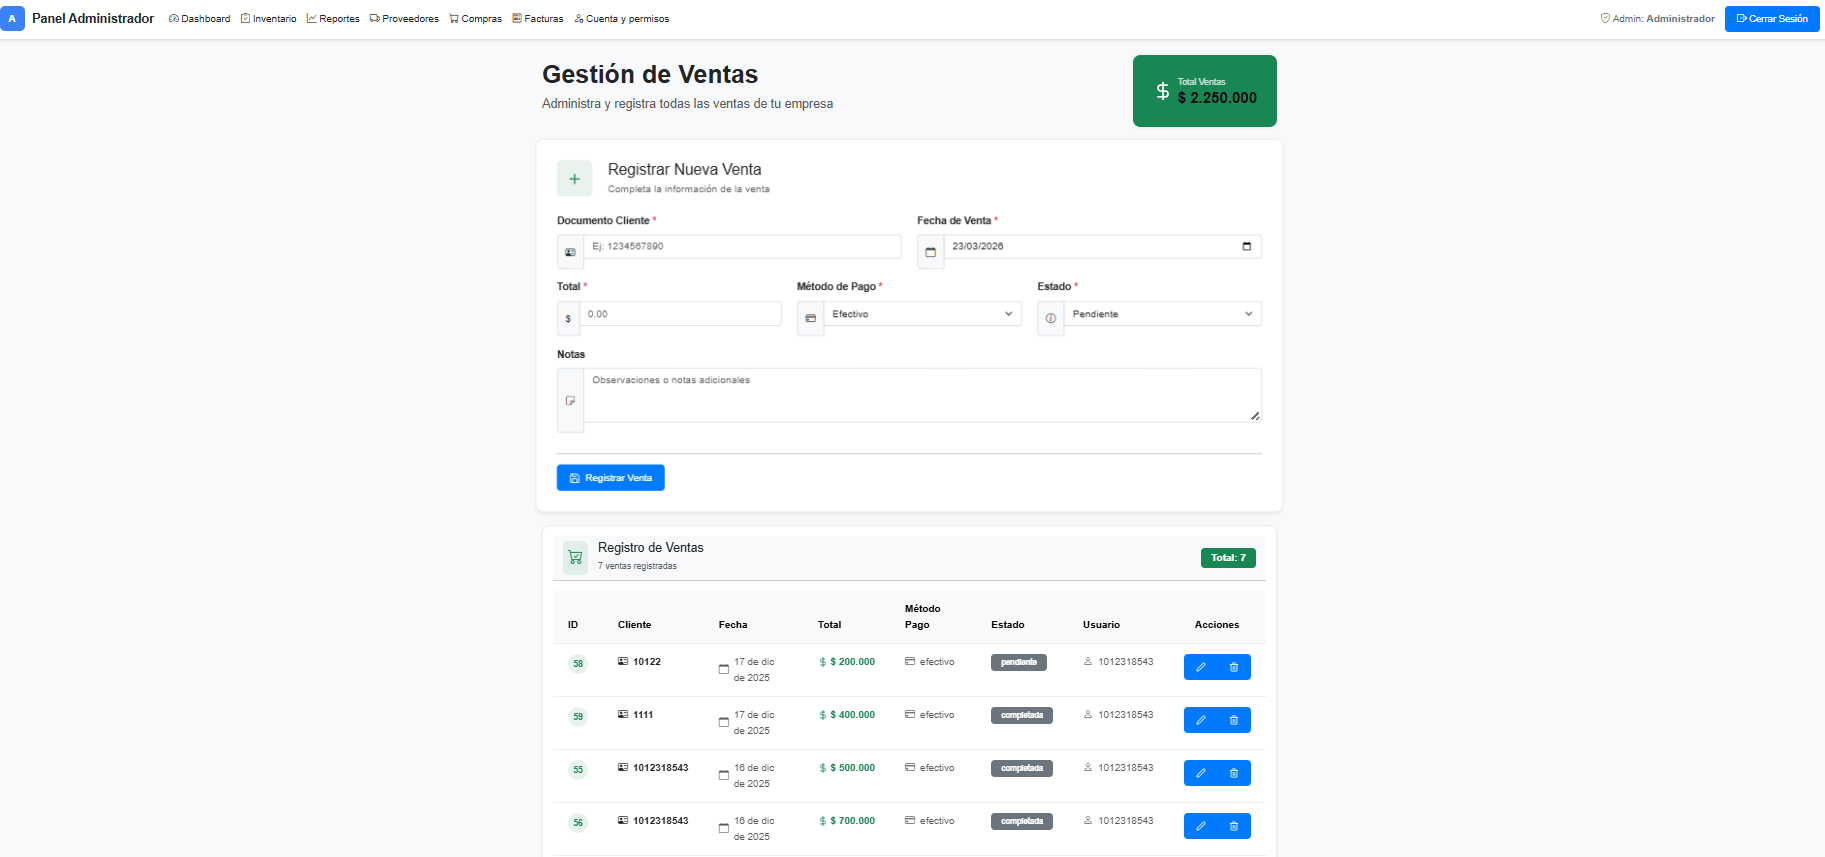 A Panel Administrador Dashboard Inventario Reportes Proveedores Compras Facturas Cuenta y permisos Admin: Administrador Cerrar Sesión
Gestión de Ventas
Administra y registra todas las ventas de tu empresa
Total Ventas
$ 2.250.000
Registrar Nueva Venta
Completa la información de la venta
Documento Cliente * Fecha de Venta *
Ej: 1234567890 23/03/2026
Total * Método de Pago * Estado *
$ 0.00 Efectivo Pendiente
Notas
Observaciones o notas adicionales
Registrar Venta
Registro de Ventas
7 ventas registradas
Total: 7
ID Cliente Fecha Total Método Pago Estado Usuario Acciones
58 10122 17 de dic de 2025 $ $ 200.000 efectivo pendiente 1012318543
59 1111 17 de dic de 2025 $ $ 400.000 efectivo completada 1012318543
55 1012318543 16 de dic de 2025 $ $ 500.000 efectivo completada 1012318543
56 1012318543 16 de dic de 2025 $ $ 700.000 efectivo completada 1012318543